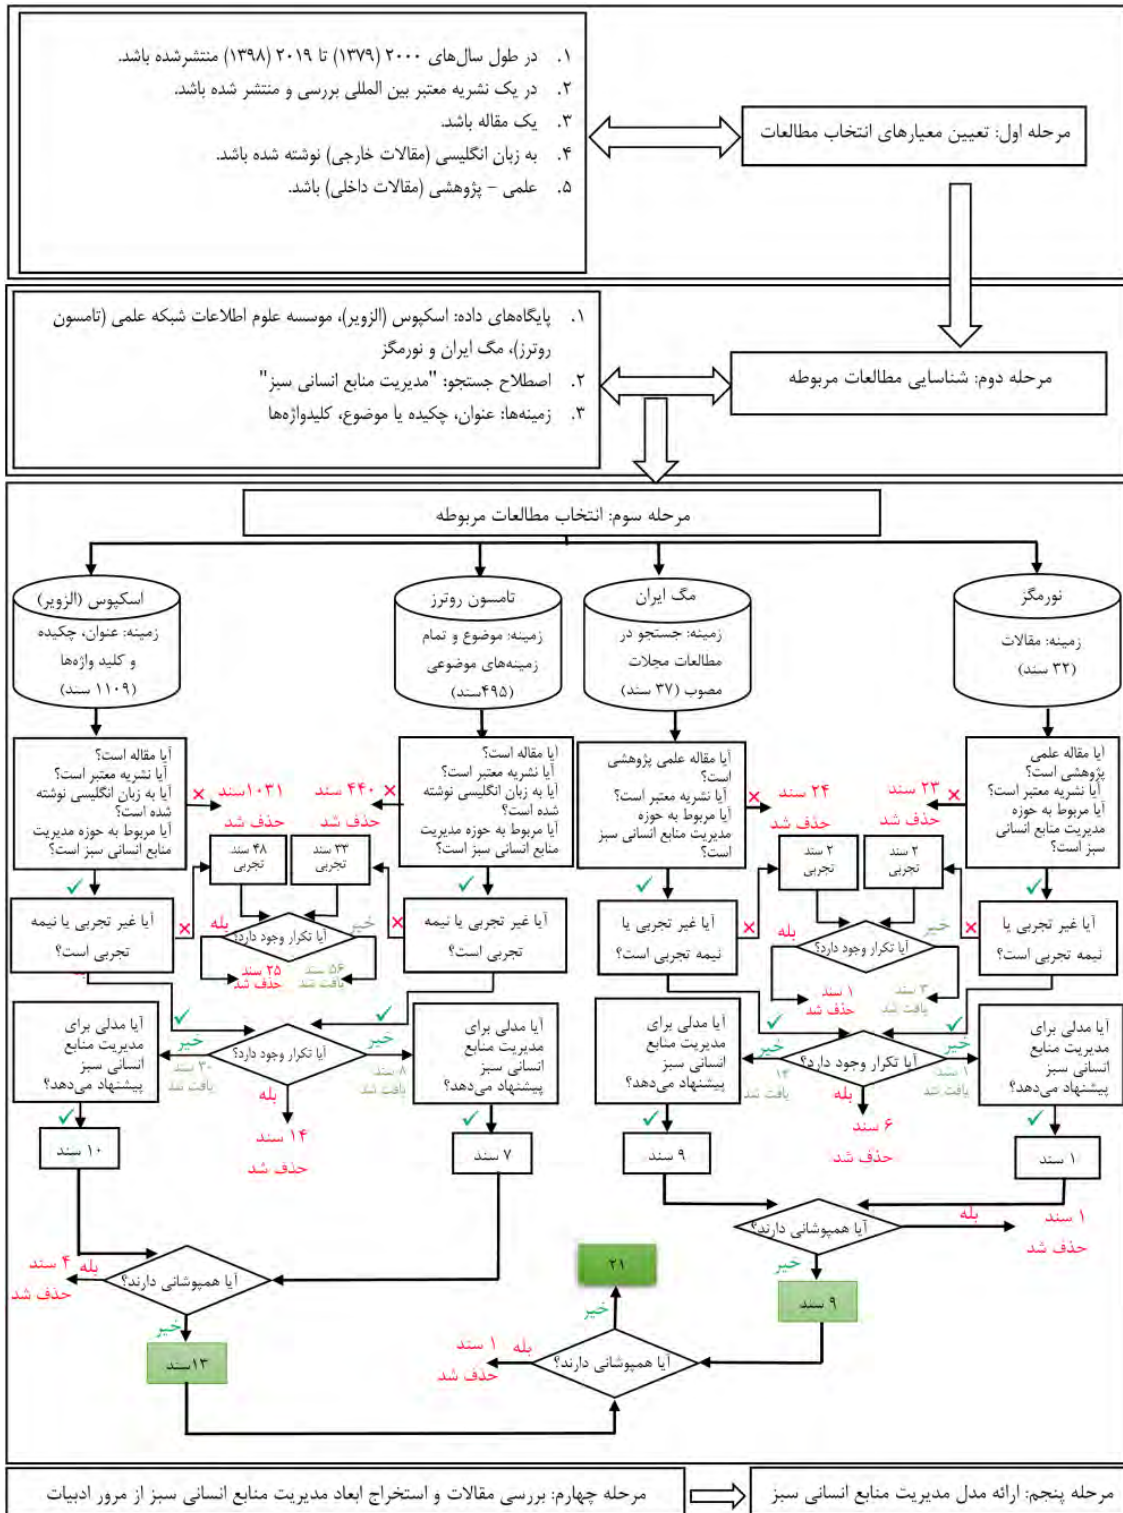 ۱. در طول سال‌های ۲۰۰۰ (۱۳۷۹) تا ۲۰۱۹ (۱۳۹۸) منتشرشده باشد.
۲. در یک نشریه معتبر بین المللی بررسی و منتشر شده باشد.
۳. یک مقاله باشد.
۴. به زبان انگلیسی (مقالات خارجی) نوشته شده باشد.
۵. علمی – پژوهشی (مقالات داخلی) باشد.
مرحله اول: تعیین معیارهای انتخاب مطالعات
۱. پایگاه‌های داده: اسکپوس (الزویر)، موسسه علوم اطلاعات شبکه علمی (تامسون
روترز)، مگ ایران و نورمگز
۲. اصطلاح جستجو: "مدیریت منابع انسانی سبز"
۳. زمینه‌ها: عنوان، چکیده یا موضوع، کلیدواژه‌ها
مرحله دوم: شناسایی مطالعات مربوطه
مرحله سوم: انتخاب مطالعات مربوطه
نورمگز
زمینه: مقالات
(۳۲ سند)
مگ ایران
زمینه: جستجو در
مطالعات مجلات
مصوب (۳۷ سند)
تامسون روترز
زمینه: موضوع و تمام
زمینه‌های موضوعی
(۴۹۵سند)
اسکپوس (الزویر)
زمینه: عنوان، چکیده
و کلید واژه‌ها
(۱۱۰۹ سند)
آیا مقاله علمی
پژوهشی است؟
آیا نشریه معتبر است؟
آیا مربوط به حوزه
مدیریت منابع انسانی
سبز است؟
۲۳ سند
حذف شد
۲۴ سند
حذف شد
آیا مقاله علمی پژوهشی
است؟
آیا نشریه معتبر است؟
آیا مربوط به حوزه
مدیریت منابع انسانی سبز
است؟
آیا مقاله است؟
آیا نشریه معتبر است؟
آیا به زبان انگلیسی نوشته
شده است؟
آیا مربوط به حوزه مدیریت
منابع انسانی سبز است؟
۴۴۰ سند
حذف شد
۱۰۳۱سند
حذف شد
آیا مقاله است؟
آیا نشریه معتبر است؟
آیا به زبان انگلیسی نوشته
شده است؟
آیا مربوط به حوزه مدیریت
منابع انسانی سبز است؟
۲ سند
تجربی
۲ سند
تجربی
۳۳ سند
تجربی
۴۸ سند
تجربی
آیا غیر تجربی یا
نیمه تجربی است؟
خیر
آیا تکرار وجود دارد؟
بله
۳ سند
یافت شد
۱ سند
حذف شد
آیا غیر تجربی یا
نیمه تجربی است؟
آیا غیر تجربی یا نیمه
تجربی است؟
خیر
آیا تکرار وجود دارد؟
بله
۵۶ سند
یافت شد
۲۵ سند
حذف شد
آیا غیر تجربی یا نیمه
تجربی است؟
آیا مدلی برای
مدیریت منابع
انسانی سبز
پیشنهاد می‌دهد؟
خیر
۱ سند
یافت شد
آیا تکرار وجود دارد؟
خیر
۱۴
یافت شد
بله
۶ سند
حذف شد
آیا مدلی برای
مدیریت منابع
انسانی سبز
پیشنهاد می‌دهد؟
آیا مدلی برای
مدیریت منابع
انسانی سبز
پیشنهاد می‌دهد؟
خیر
۸ سند
یافت شد
آیا تکرار وجود دارد؟
خیر
۳۰ سند
یافت شد
بله
۱۴ سند
حذف شد
آیا مدلی برای
مدیریت منابع
انسانی سبز
پیشنهاد می‌دهد؟
۱ سند
۹ سند
۷ سند
۱۰ سند
آیا همپوشانی دارند؟
بله
۱ سند
حذف شد
خیر
۹ سند
آیا همپوشانی دارند؟
بله
۴ سند
حذف شد
خیر
۱۳سند
۲۱
خیر
آیا همپوشانی دارند؟
بله
۱ سند
حذف شد
مرحله پنجم: ارائه مدل مدیریت منابع انسانی سبز
مرحله چهارم: بررسی مقالات و استخراج ابعاد مدیریت منابع انسانی سبز از مرور ادبیات